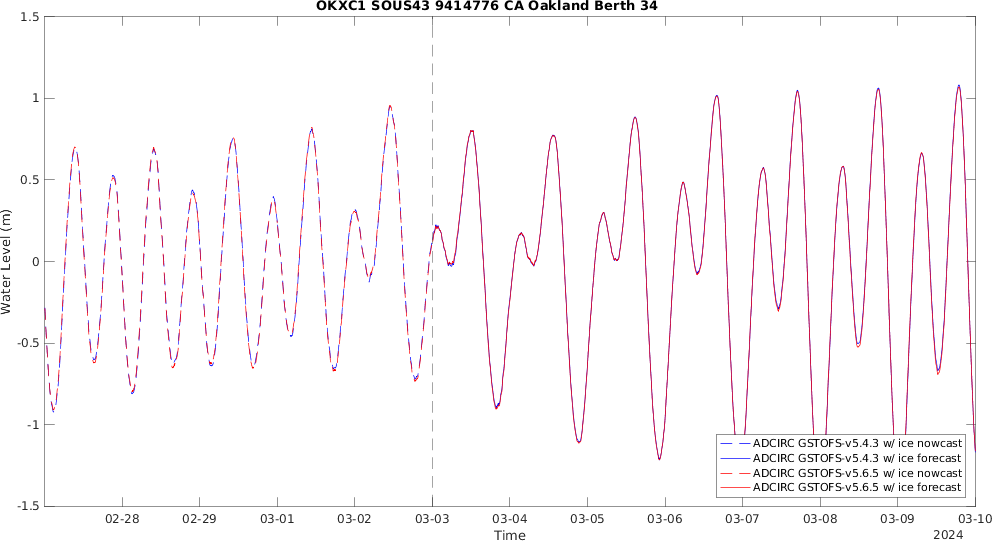 OKXC1 SOUS43 9414776 CA Oakland Berth 34
1.5
1
0.5
0
-0.5
-1
-1.5
Water Level (m)
ADCIRC GSTOFS-v5.4.3 w/ ice nowcast
ADCIRC GSTOFS-v5.4.3 w/ ice forecast
ADCIRC GSTOFS-v5.6.5 w/ ice nowcast
ADCIRC GSTOFS-v5.6.5 w/ ice forecast
02-28 02-29 03-01 03-02 03-03 03-04 03-05 03-06 03-07 03-08 03-09 03-10
Time
2024